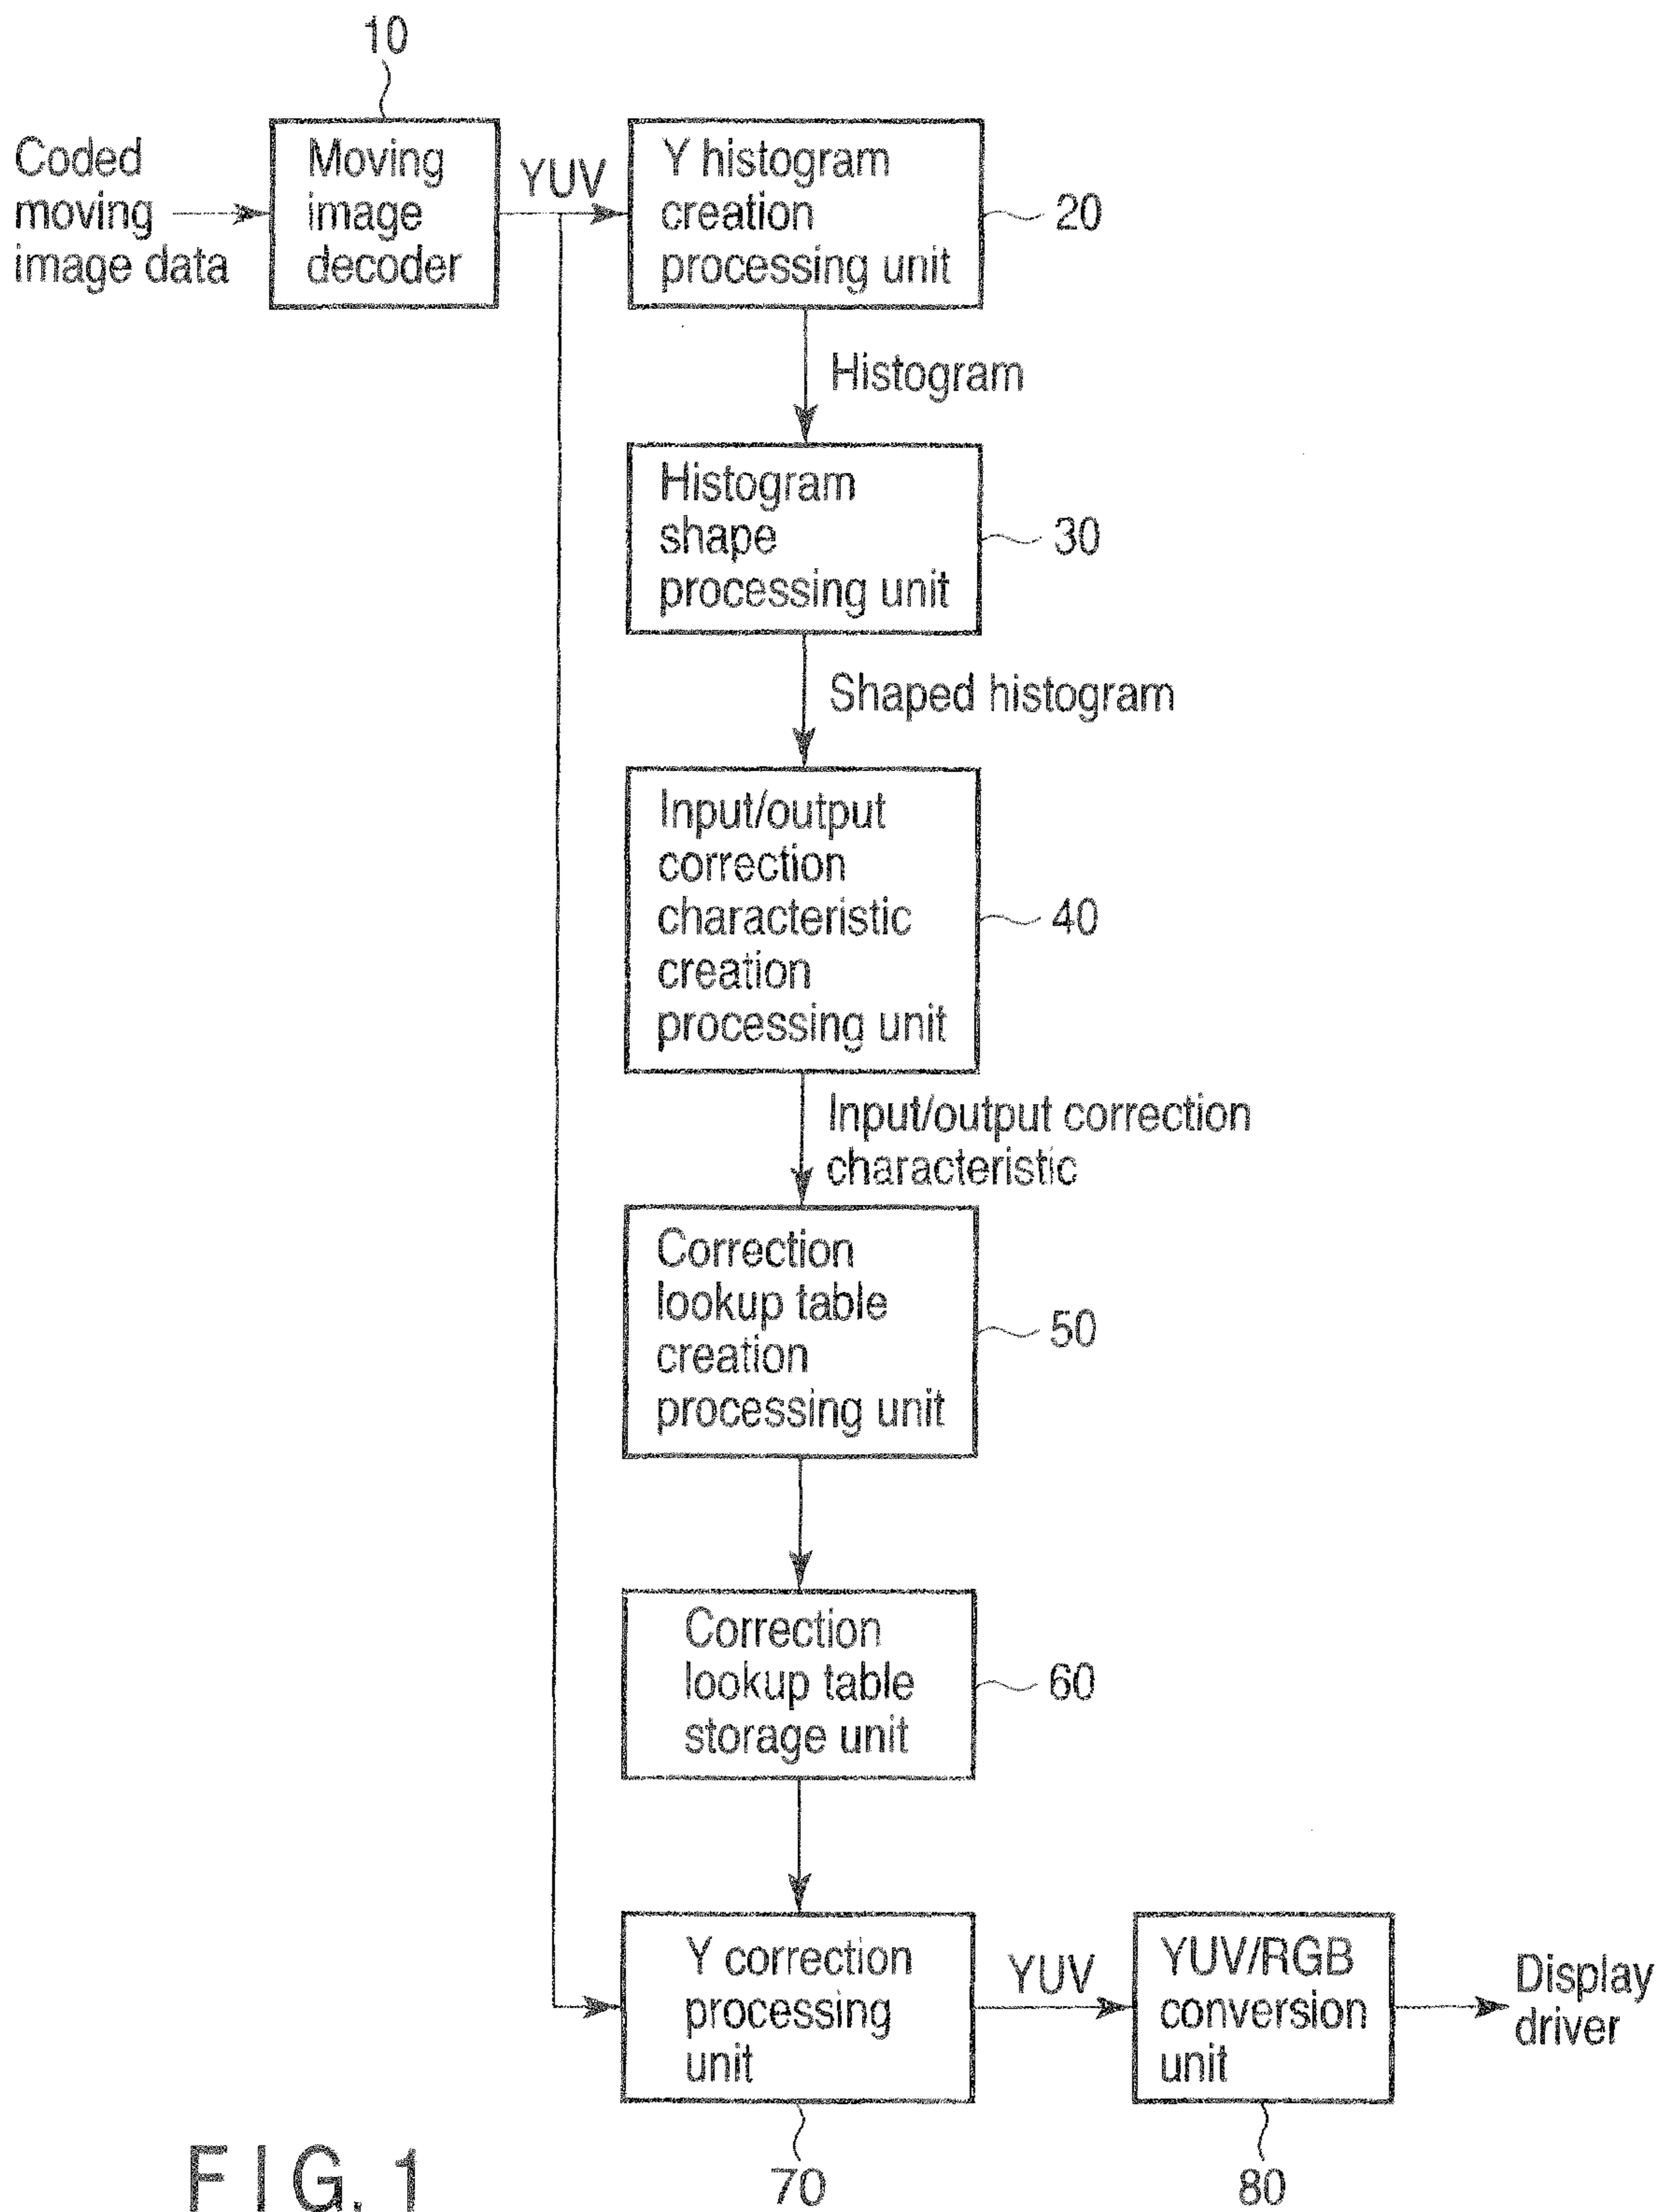 10
Coded
moving
image data
Moving
image
decoder
YUV
Y histogram
creation
processing unit
20
Histogram
Histogram
shape
processing unit
30
Shaped histogram
Input/output
correction
characteristic
creation
processing unit
40
Input/output correction
characteristic
Correction
lookup table
creation
processing unit
50
Correction
lookup table
storage unit
60
Y correction
processing
unit
70
YUV
YUV/RGB
conversion
unit
80
Display
driver
FIG. 1